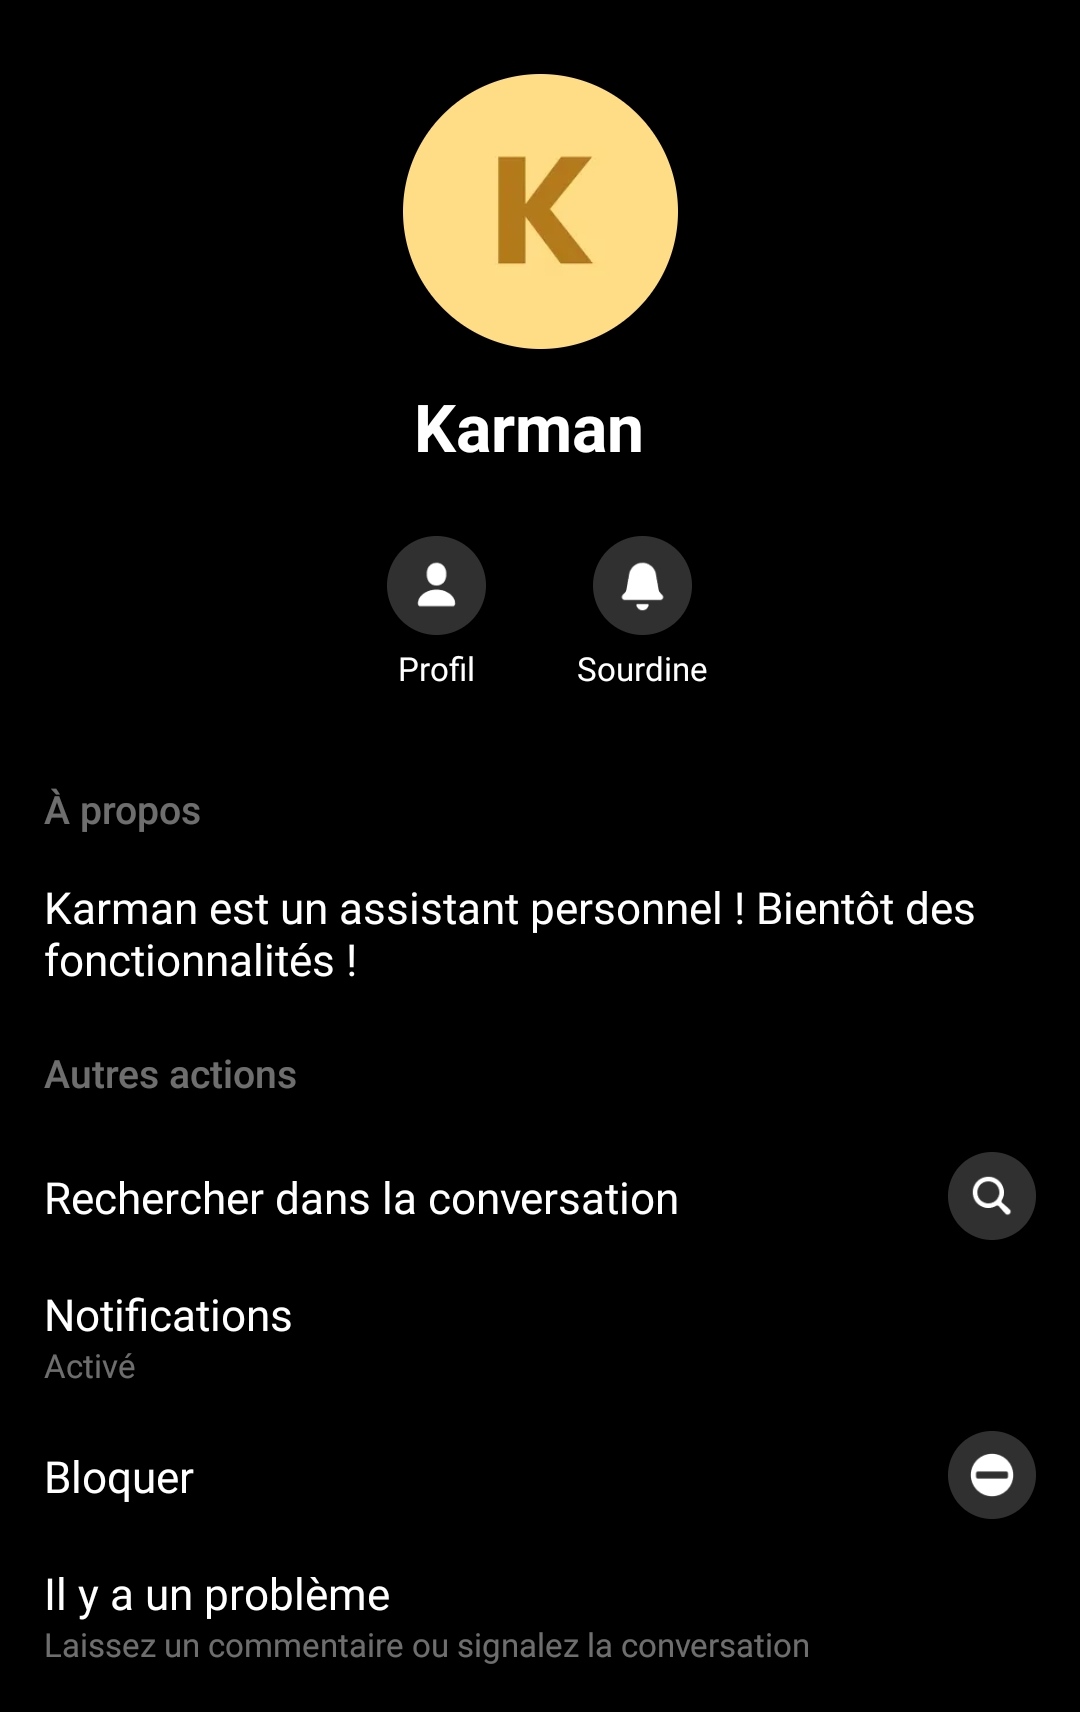 K
Karman
Profil
Sourdine
À propos
Karman est un assistant personnel ! Bientôt des
fonctionnalités !
Autres actions
Rechercher dans la conversation
Notifications
Activé
Bloquer
Il y a un problème
Laissez un commentaire ou signalez la conversation